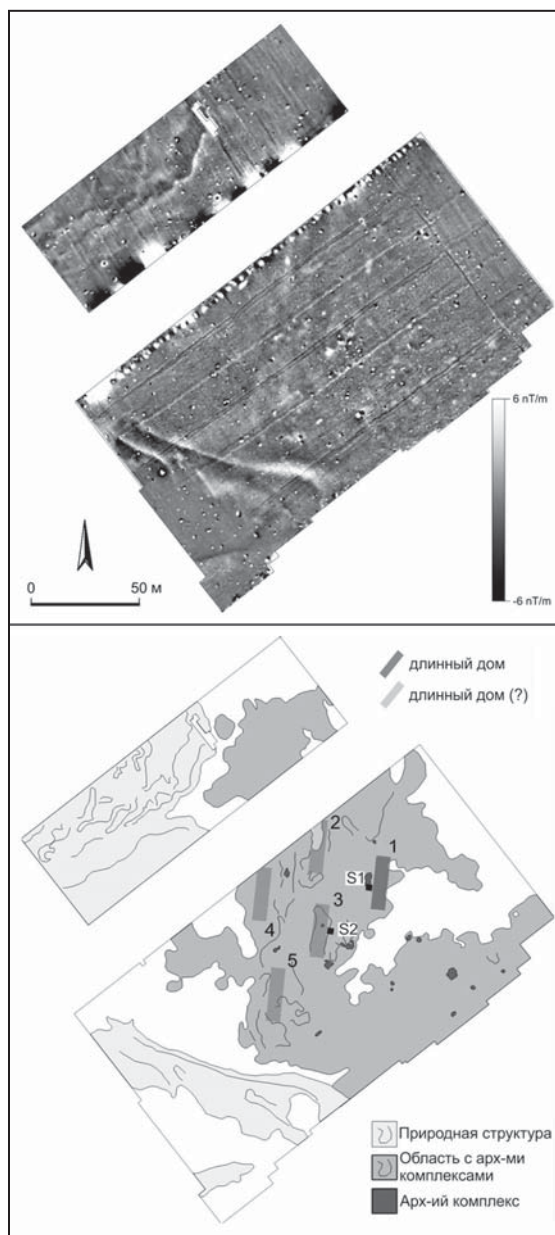 6 nT/m
-6 nT/m
0 50 м
длинный дом
длинный дом (?)
2
1
S1
3
S2
4
5
Природная структура
Область с арх-ми
комплексами
Арх-ий комплекс